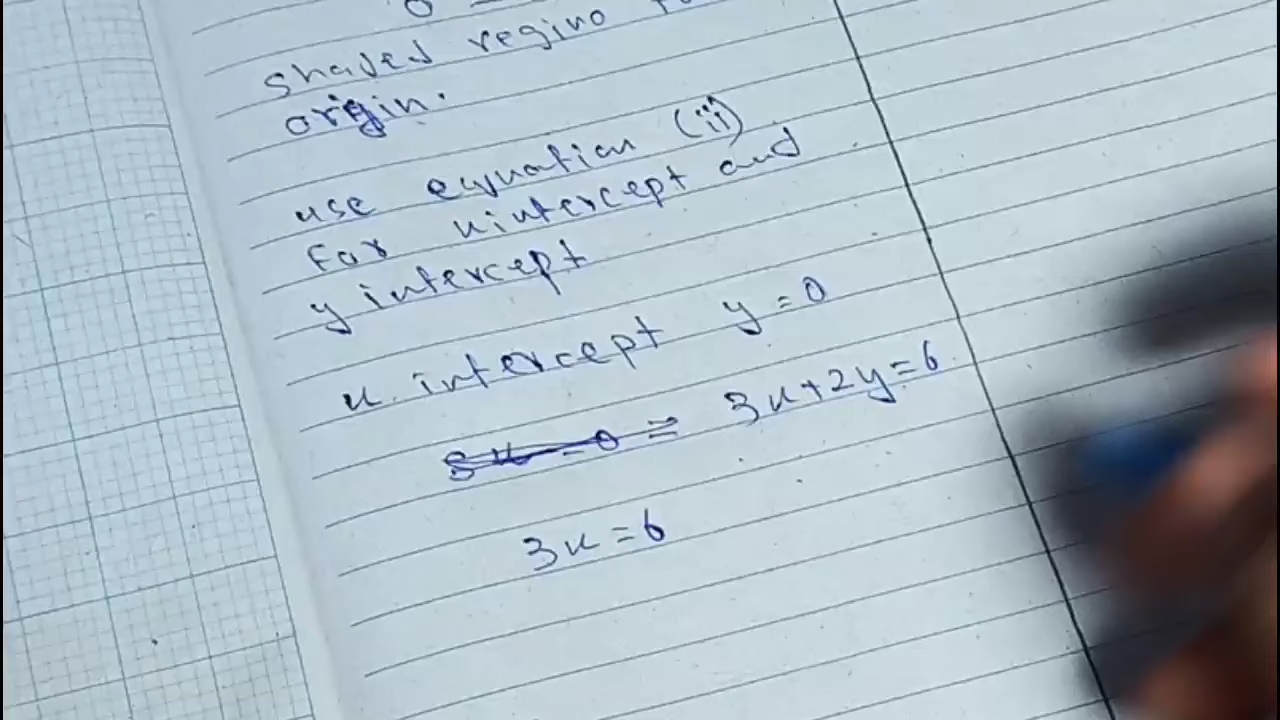 shaded regino
origin.
use equation (ii)
for x intercept and
y intercept
x. intercept y = 0
= 3x+2y=6
3x = 6